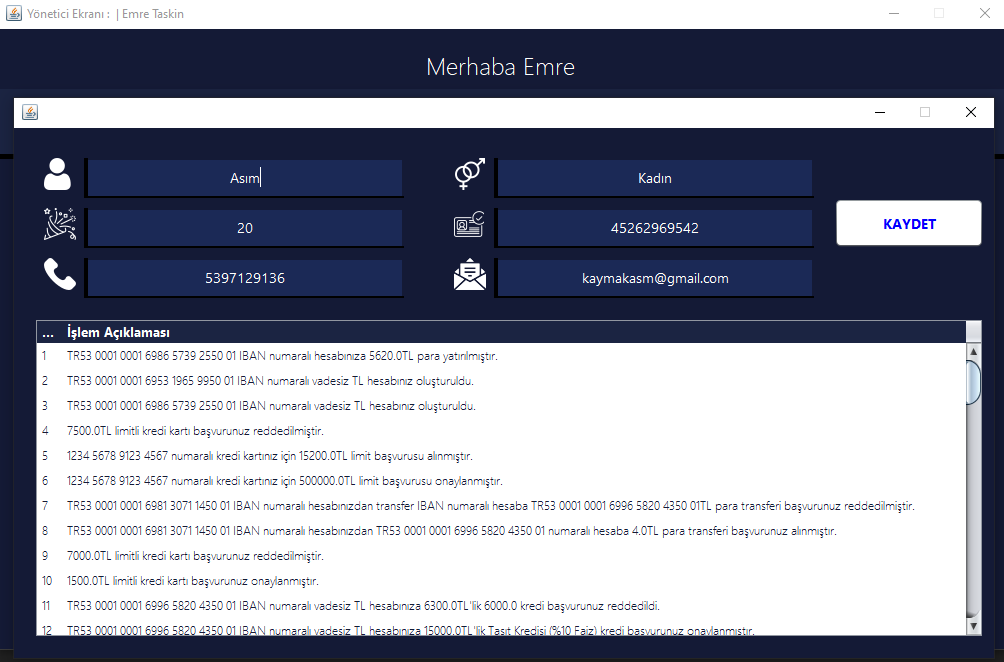 Yönetici Ekranı : | Emre Taskin
Merhaba Emre
Asım
Kadın
20
45262969542
KAYDET
5397129136
kaymakasm@gmail.com
... İşlem Açıklaması
1 TR53 0001 0001 6986 5739 2550 01 IBAN numaralı hesabınıza 5620.0TL para yatırılmıştır.
2 TR53 0001 0001 6953 1965 9950 01 IBAN numaralı vadesiz TL hesabınız oluşturuldu.
3 TR53 0001 0001 6986 5739 2550 01 IBAN numaralı vadesiz TL hesabınız oluşturuldu.
4 7500.0TL limitli kredi kartı başvurunuz reddedilmiştir.
5 1234 5678 9123 4567 numaralı kredi kartınız için 15200.0TL limit başvurusu alınmıştır.
6 1234 5678 9123 4567 numaralı kredi kartınız için 500000.0TL limit başvurusu onaylanmıştır.
7 TR53 0001 0001 6981 3071 1450 01 IBAN numaralı hesabınızdan transfer IBAN numaralı hesaba TR53 0001 0001 6996 5820 4350 01TL para transferi başvurunuz reddedilmiştir.
8 TR53 0001 0001 6981 3071 1450 01 IBAN numaralı hesabınızdan TR53 0001 0001 6996 5820 4350 01 numaralı hesaba 4.0TL para transferi başvurunuz alınmıştır.
9 7000.0TL limitli kredi kartı başvurunuz reddedilmiştir.
10 1500.0TL limitli kredi kartı başvurunuz onaylanmıştır.
11 TR53 0001 0001 6996 5820 4350 01 IBAN numaralı vadesiz TL hesabınıza 6300.0TL'lik 6000.0 kredi başvurunuz reddedildi.
12 TR53 0001 0001 6996 5820 4350 01 IBAN numaralı vadesiz TL hesabınıza 15000.0TL'lik Taşıt Kredisi (%10 Faiz) kredi başvurunuz onaylanmıştır.